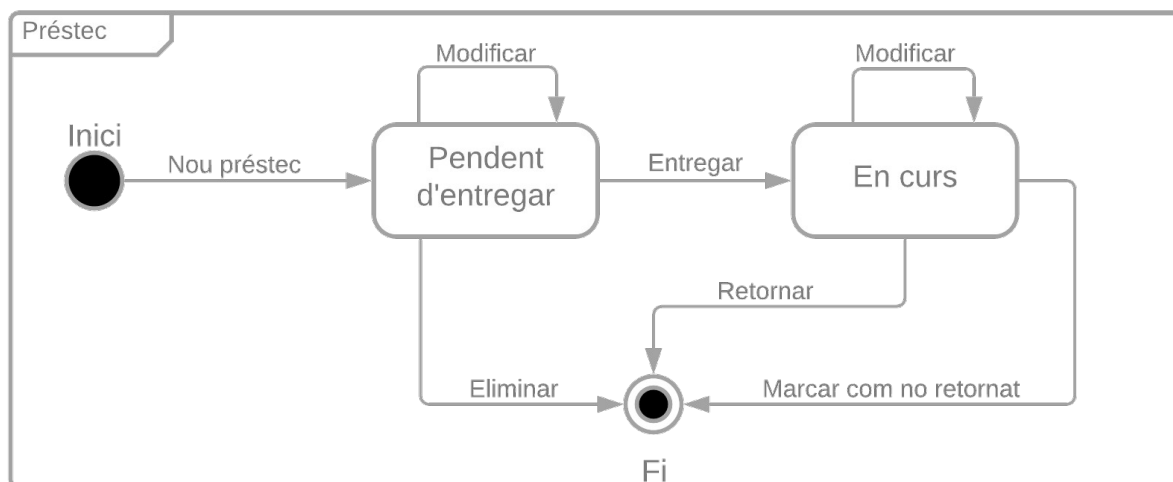 Préstec
Modificar
Modificar
Inici
Nou préstec
Pendent
d'entregar
Entregar
En curs
Retornar
Eliminar
Marcar com no retornat
Fi